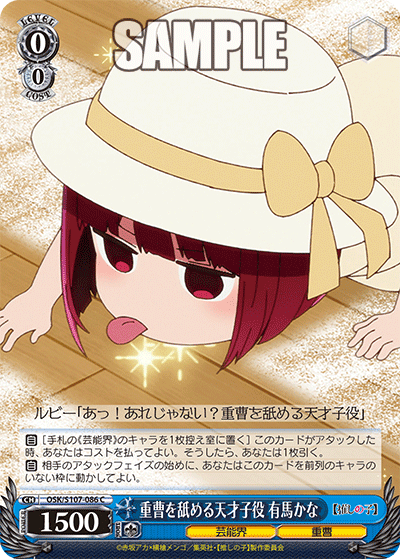 LEVEL
0
0
COST
SAMPLE
ルビー「あっ！あれじゃない？重曹を舐める天才子役」
自 ［手札の《芸能界》のキャラを1枚控え室に置く］ このカードがアタックした
時、あなたはコストを払ってよい。そうしたら、あなたは1枚引く。
自 相手のアタックフェイズの始めに、あなたはこのカードを前列のキャラのい
ない枠に動かしてよい。
OSK/S107-086 C
1500
重曹を舐める天才子役 有馬かな
【推しの子】
芸能界
重曹
©赤坂アカ×横槍メンゴ／集英社・【推しの子】製作委員会